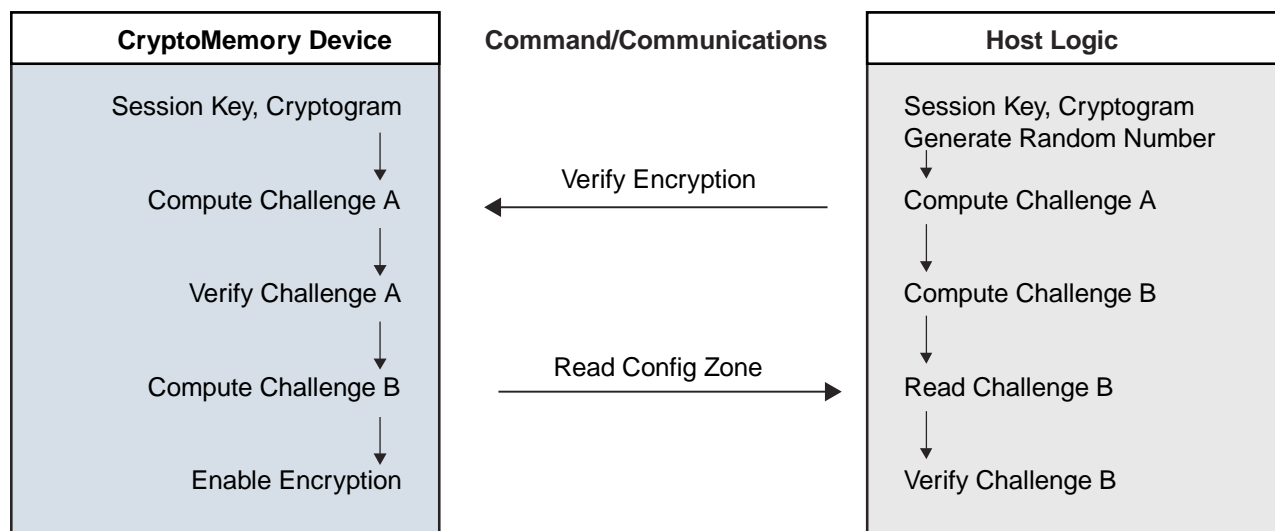 CryptoMemory Device
Command/Communications
Host Logic
Session Key, Cryptogram
Compute Challenge A
Verify Challenge A
Compute Challenge B
Enable Encryption
Verify Encryption
Read Config Zone
Session Key, Cryptogram
Generate Random Number
Compute Challenge A
Compute Challenge B
Read Challenge B
Verify Challenge B